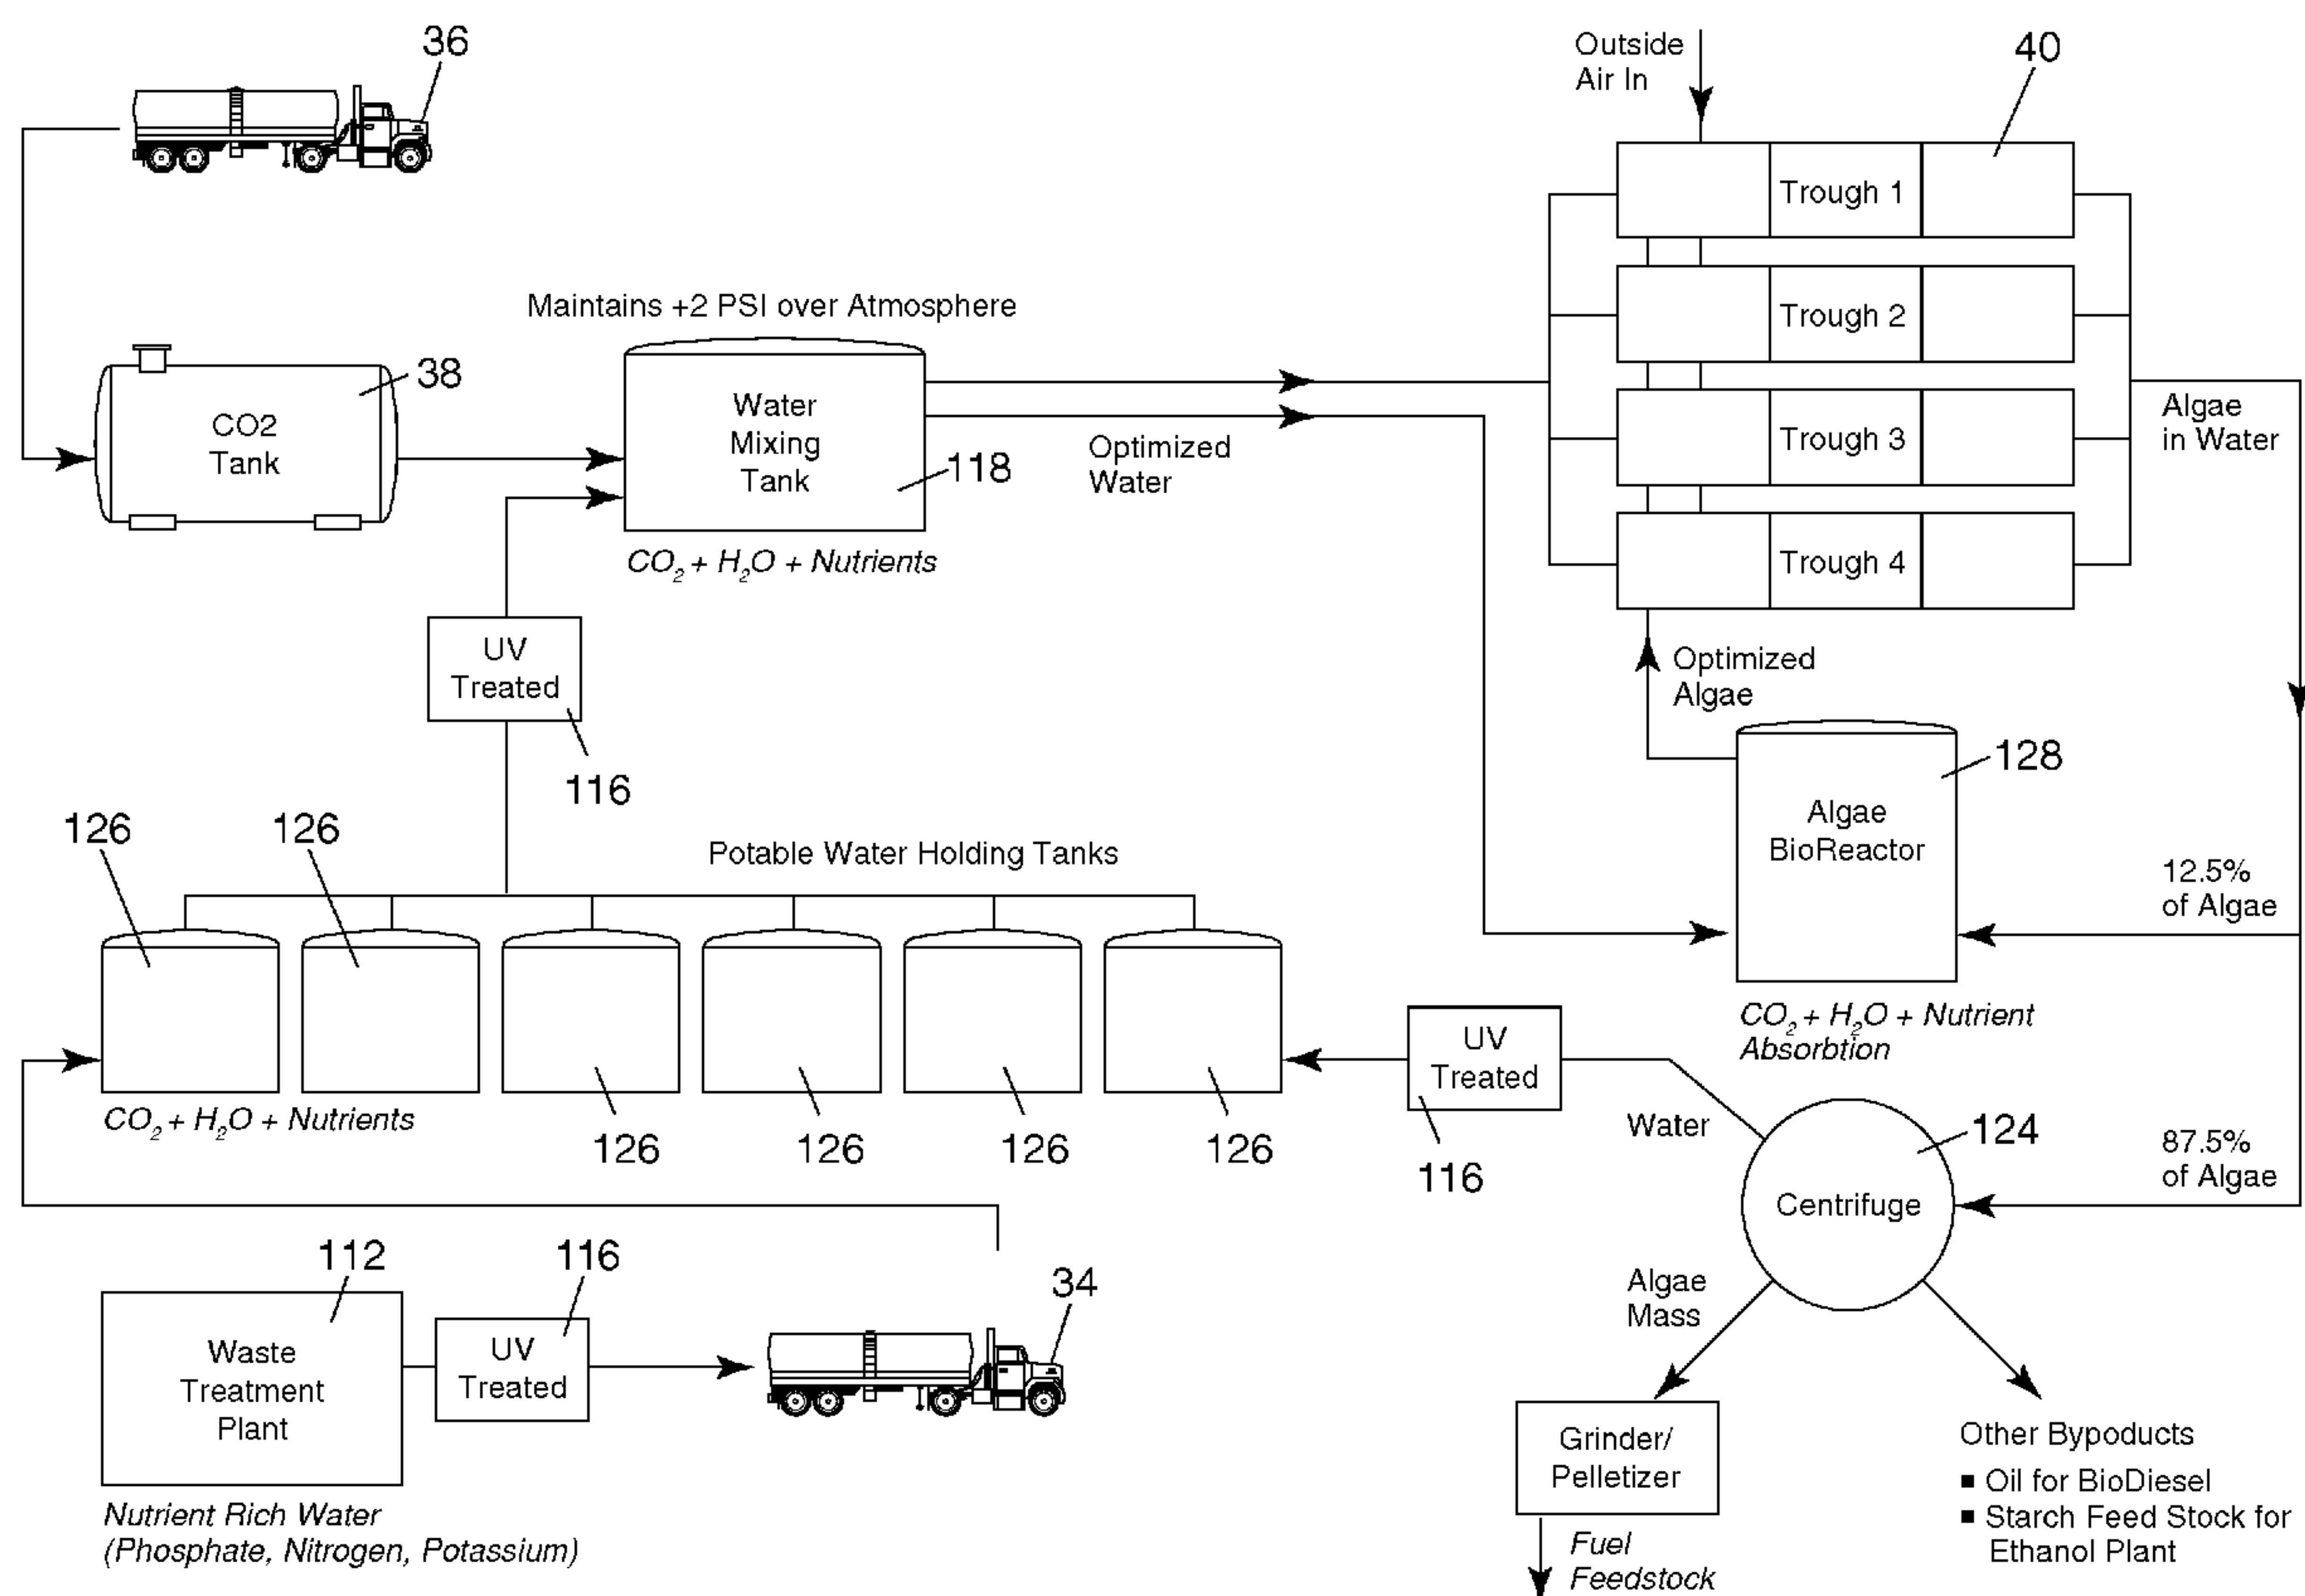 36
Outside
Air In
40
Trough 1
Trough 2
Trough 3
Trough 4
Maintains +2 PSI over Atmosphere
CO2
Tank
38
Water
Mixing
Tank
118
CO₂ + H₂O + Nutrients
Optimized
Water
Algae
in Water
UV
Treated
116
Optimized
Algae
128
Algae
BioReactor
12.5%
of Algae
CO₂ + H₂O + Nutrient
Absorbtion
126
126
Potable Water Holding Tanks
126
126
126
126
CO₂ + H₂O + Nutrients
UV
Treated
116
Water
124
Centrifuge
87.5%
of Algae
112
Waste
Treatment
Plant
116
UV
Treated
34
Nutrient Rich Water
(Phosphate, Nitrogen, Potassium)
Algae
Mass
Grinder/
Pelletizer
Fuel
Feedstock
Other Bypoducts
▪ Oil for BioDiesel
▪ Starch Feed Stock for
Ethanol Plant